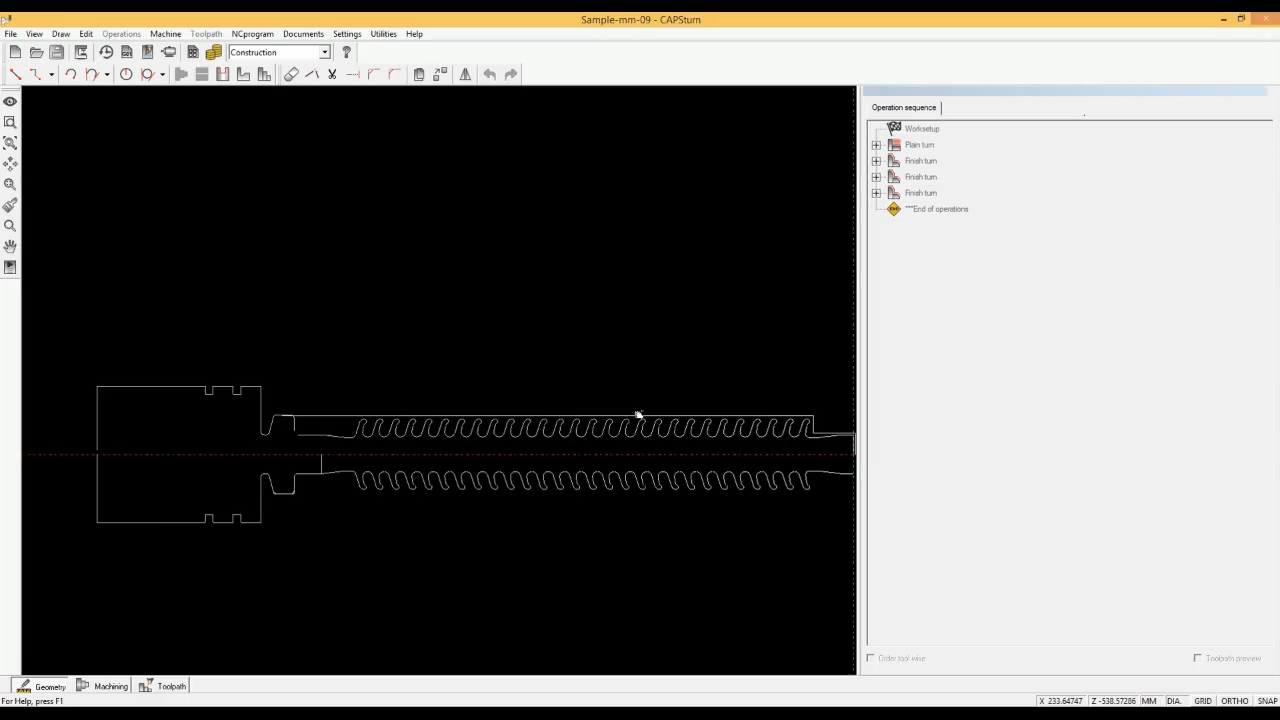 Sample-mm-09 - CAPSturn
File View Draw Edit Operations Machine Toolpath NCprogram Documents Settings Utilities Help
Construction
Operation sequence
Worksetup
Plain turn
Finish turn
Finish turn
Finish turn
***End of operations
Order tool wise Toolpath preview
Geometry Machining Toolpath
For Help, press F1 X 233.64747 Z -538.57286 MM DIA. GRID ORTHO SNAP